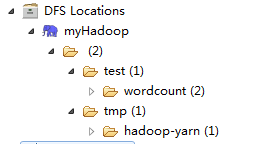 DFS Locations
myHadoop
(2)
test (1)
wordcount (2)
tmp (1)
hadoop-yarn (1)